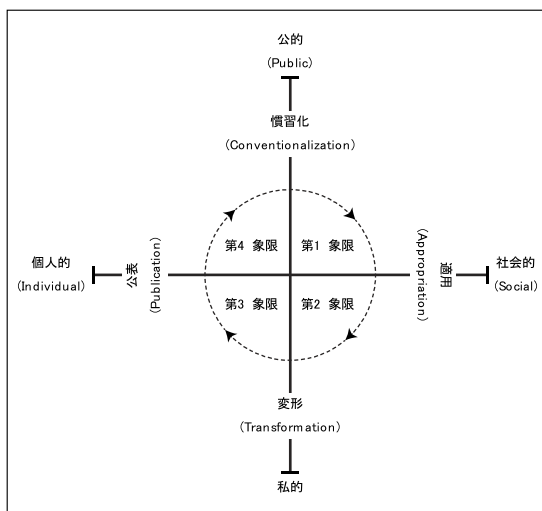 公的
(Public)
慣習化
(Conventionalization)
第4 象限
第1 象限
個人的
(Individual)
公表
(Publication)
(Appropriation)
適用
社会的
(Social)
第3 象限
第2 象限
変形
(Transformation)
私的